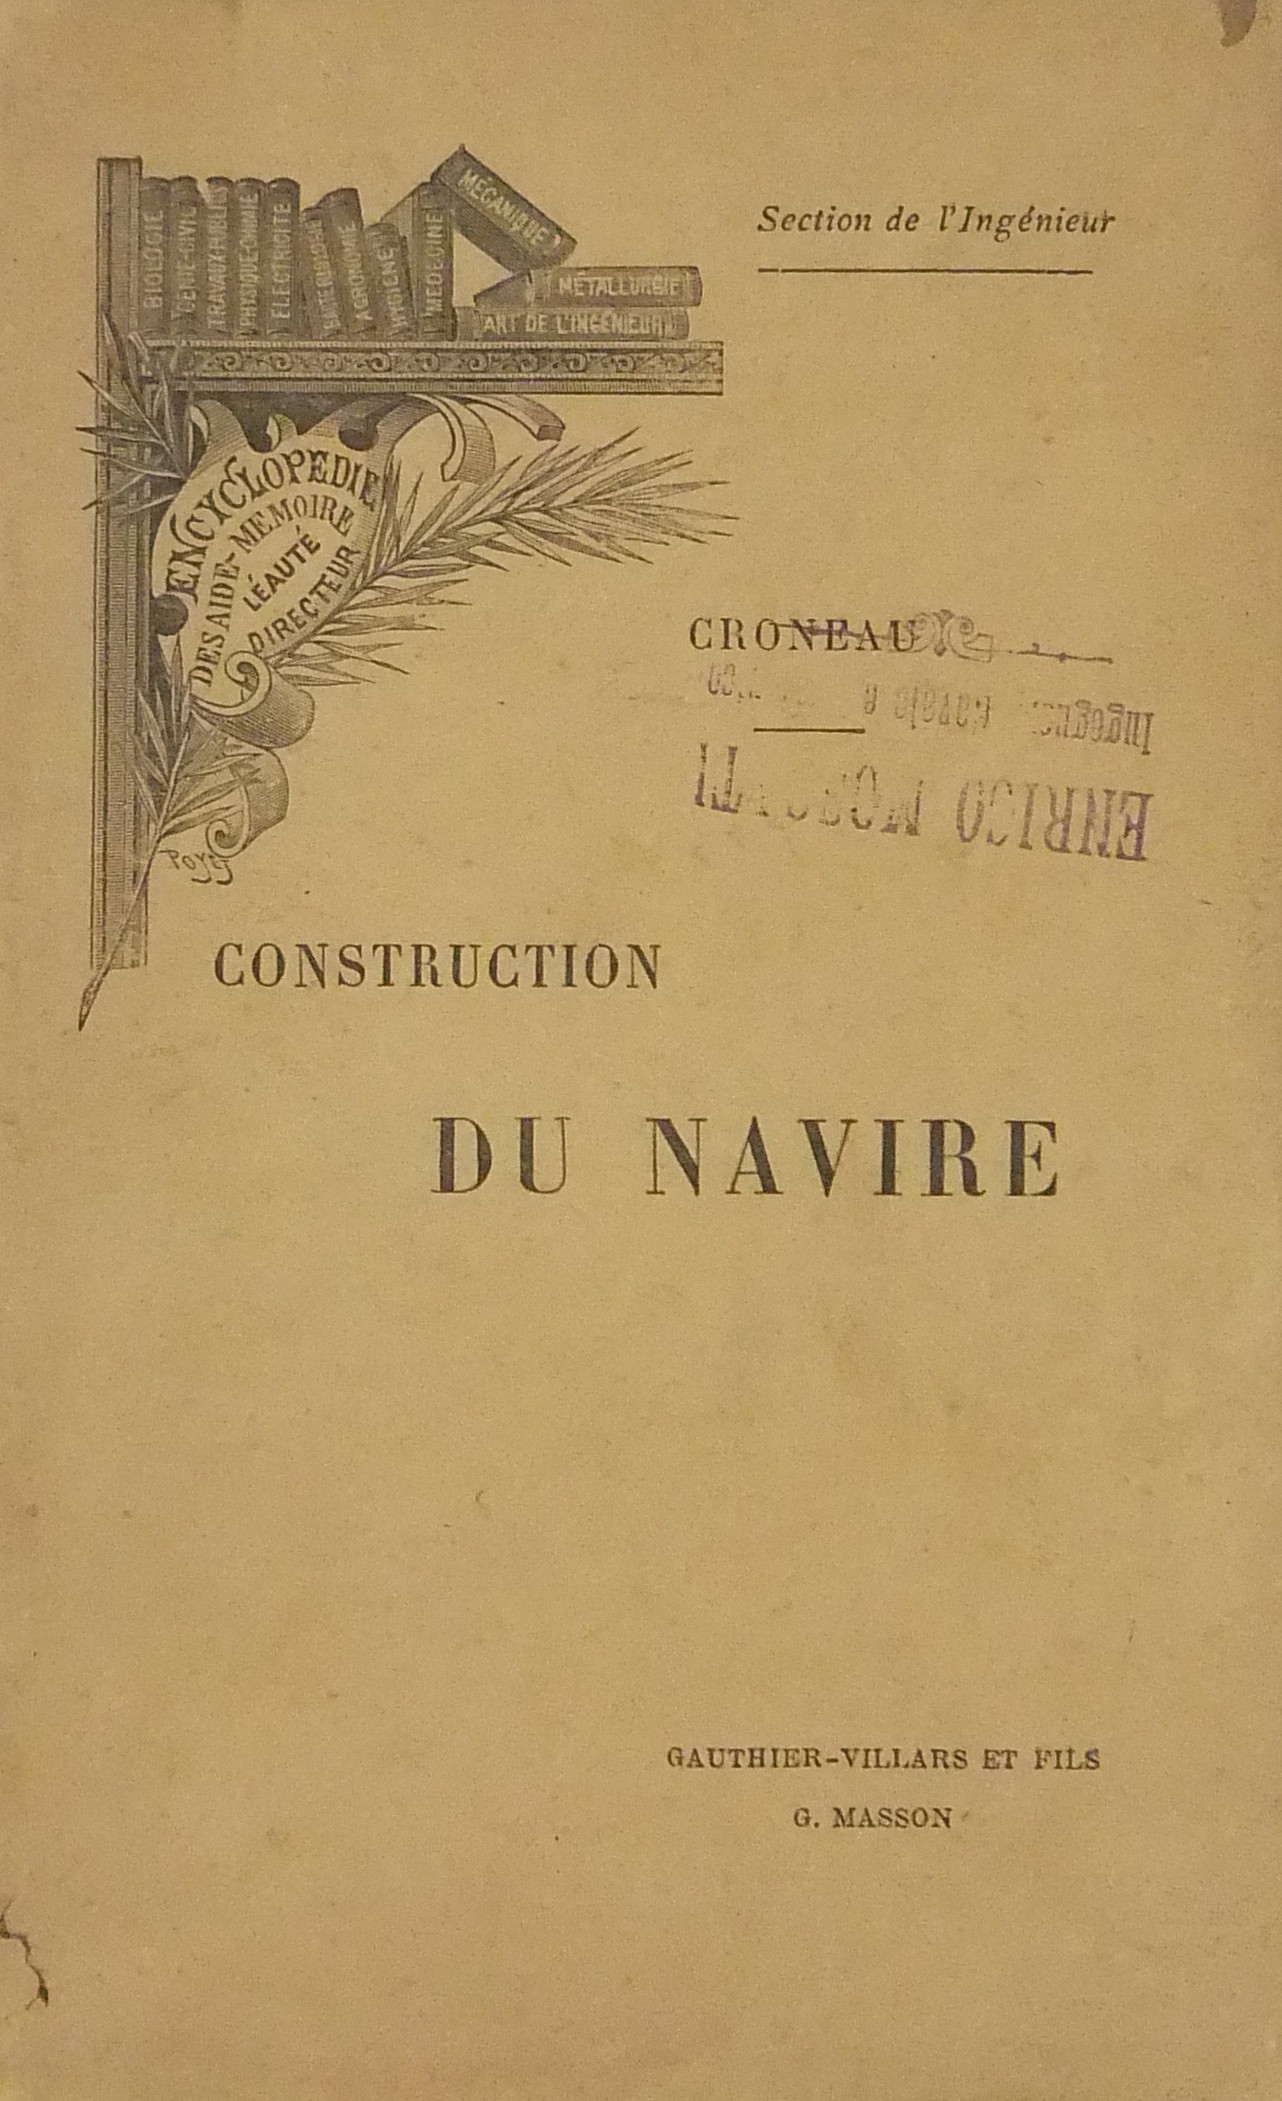 Section de l'Ingénieur
BIOLOGIE
GÉNIE-CIVIL
TRAVAUX-PUBLICS
PHYSIQUE-CHIMIE
ÉLECTRICITÉ
AGRONOMIE
HYGIÈNE
MÉDECINE
MÉCANIQUE
MÉTALLURGIE
ART DE L'INGÉNIEUR
ENCYCLOPÉDIE
DES AIDE-MÉMOIRE
LÉAUTÉ
DIRECTEUR
POYET
CRONEAU
ENRICO
CONSTRUCTION
DU NAVIRE
GAUTHIER-VILLARS ET FILS
G. MASSON